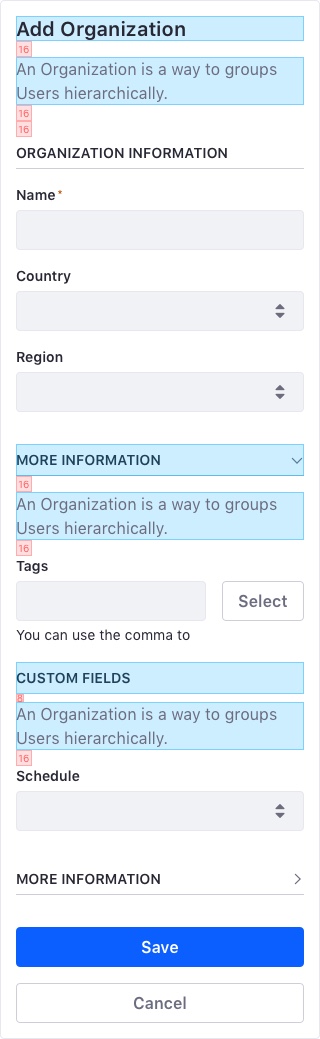 Add Organization
16
An Organization is a way to groups
Users hierarchically.
16
16
ORGANIZATION INFORMATION
Name*
Country
Region
MORE INFORMATION
16
An Organization is a way to groups
Users hierarchically.
16
Tags
Select
You can use the comma to
CUSTOM FIELDS
8
An Organization is a way to groups
Users hierarchically.
16
Schedule
MORE INFORMATION
Save
Cancel